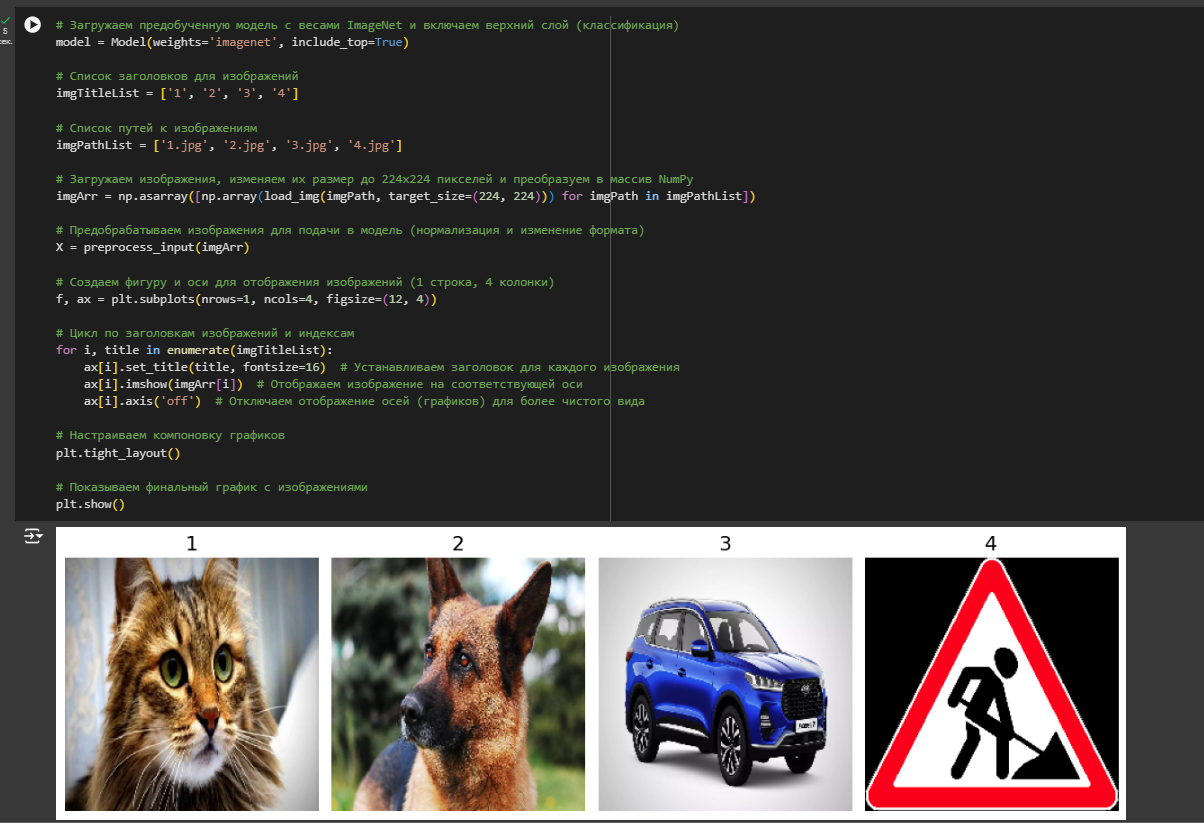 5
сек.
# Загружаем предобученную модель с весами ImageNet и включаем верхний слой (классификация)
model = Model(weights='imagenet', include_top=True)
# Список заголовков для изображений
imgTitleList = ['1', '2', '3', '4']
# Список путей к изображениям
imgPathList = ['1.jpg', '2.jpg', '3.jpg', '4.jpg']
# Загружаем изображения, изменяем их размер до 224x224 пикселей и преобразуем в массив NumPy
imgArr = np.asarray([np.array(load_img(imgPath, target_size=(224, 224))) for imgPath in imgPathList])
# Предобрабатываем изображения для подачи в модель (нормализация и изменение формата)
X = preprocess_input(imgArr)
# Создаем фигуру и оси для отображения изображений (1 строка, 4 колонки)
f, ax = plt.subplots(nrows=1, ncols=4, figsize=(12, 4))
# Цикл по заголовкам изображений и индексам
for i, title in enumerate(imgTitleList):
    ax[i].set_title(title, fontsize=16)  # Устанавливаем заголовок для каждого изображения
    ax[i].imshow(imgArr[i])  # Отображаем изображение на соответствующей оси
    ax[i].axis('off')  # Отключаем отображение осей (графиков) для более чистого вида
# Настраиваем компоновку графиков
plt.tight_layout()
# Показываем финальный график с изображениями
plt.show()
1 2 3 4